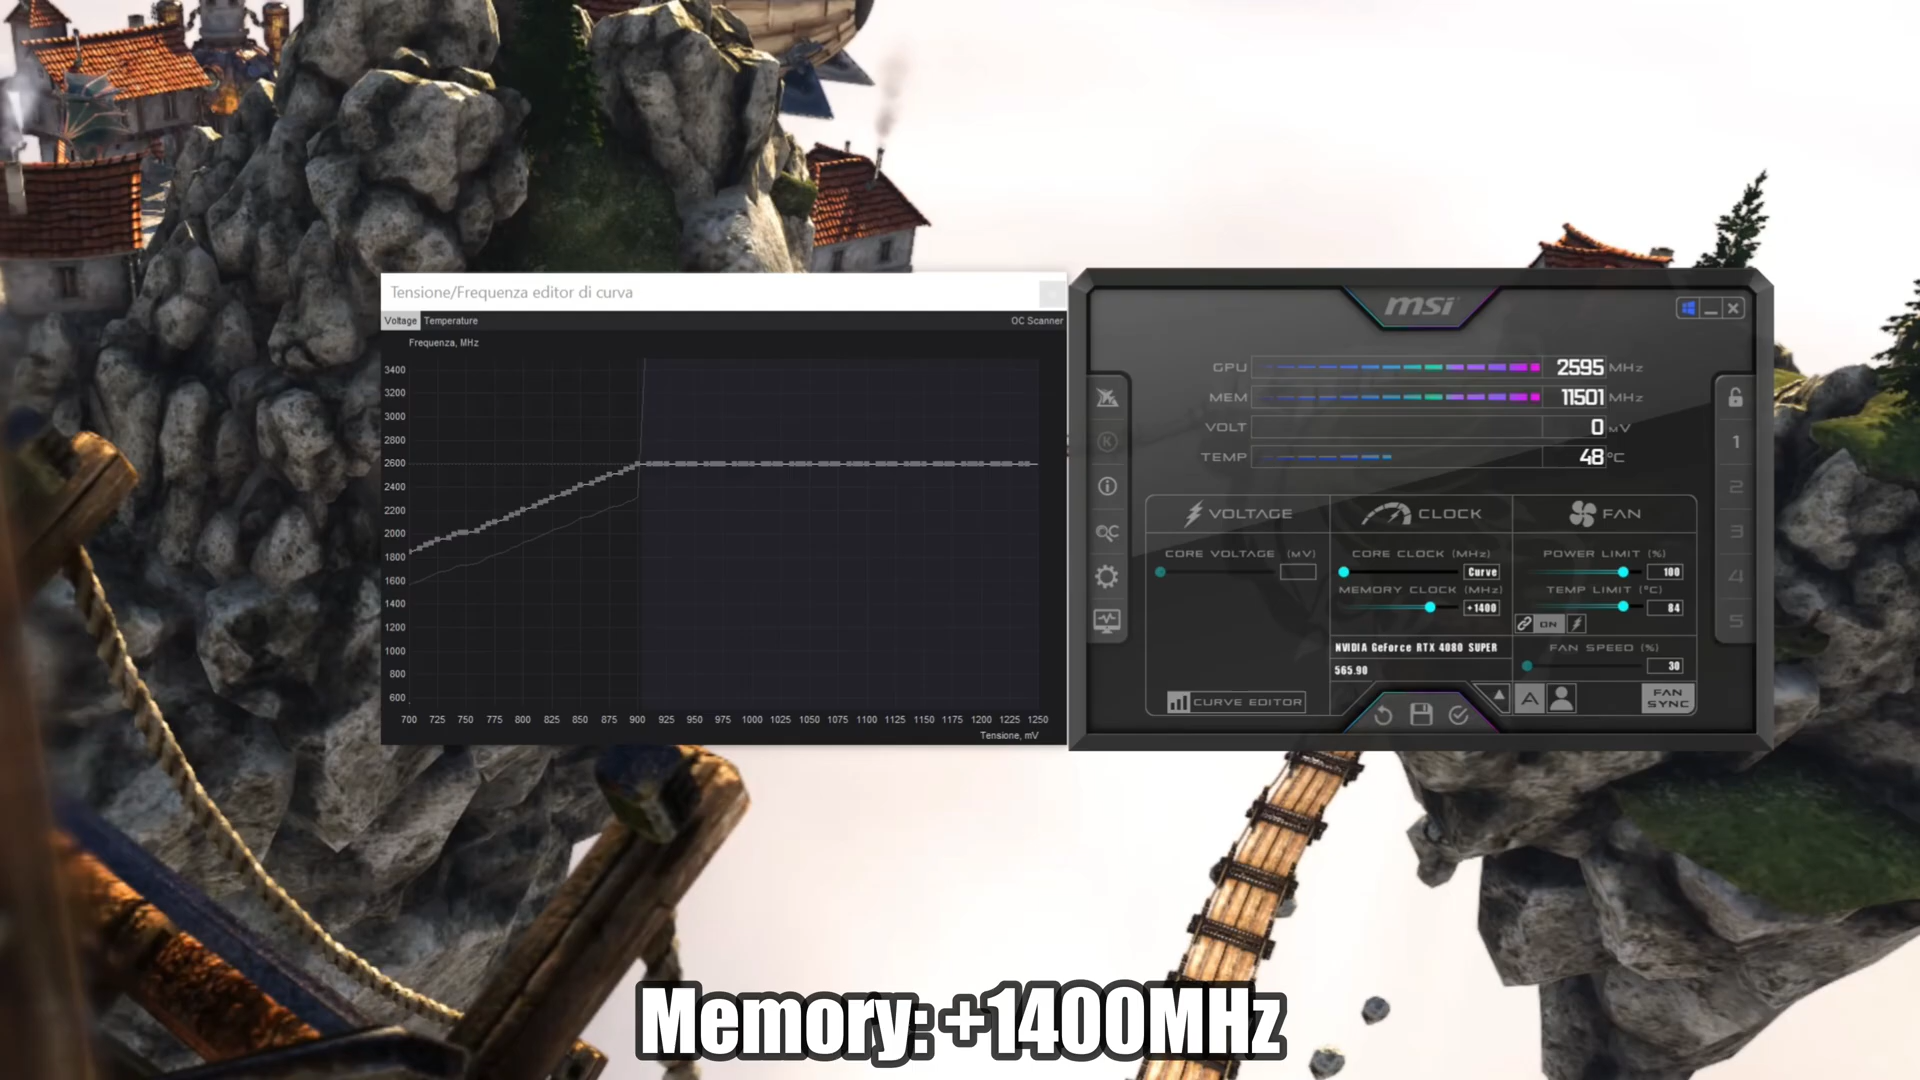 Tensione/Frequenza editor di curva
Voltage Temperature OC Scanner
Frequenza, MHz
3400
3200
3000
2800
2600
2400
2200
2000
1800
1600
1400
1200
1000
800
600
700 725 750 775 800 825 850 875 900 925 950 975 1000 1025 1050 1075 1100 1125 1150 1175 1200 1225 1250
Tensione, mV
msi
GPU 2595 MHz
MEM 11501 MHz
VOLT 0 MV
TEMP 48 °C
K
OC
1
2
3
4
5
VOLTAGE
CORE VOLTAGE (MV)
CURVE EDITOR
CLOCK
CORE CLOCK (MHz)
Curve
MEMORY CLOCK (MHz)
+1400
NVIDIA GeForce RTX 4080 SUPER
565.90
FAN
POWER LIMIT (%)
100
TEMP LIMIT (°C)
84
ON
FAN SPEED (%)
30
A
FAN SYNC
Memory: +1400MHz